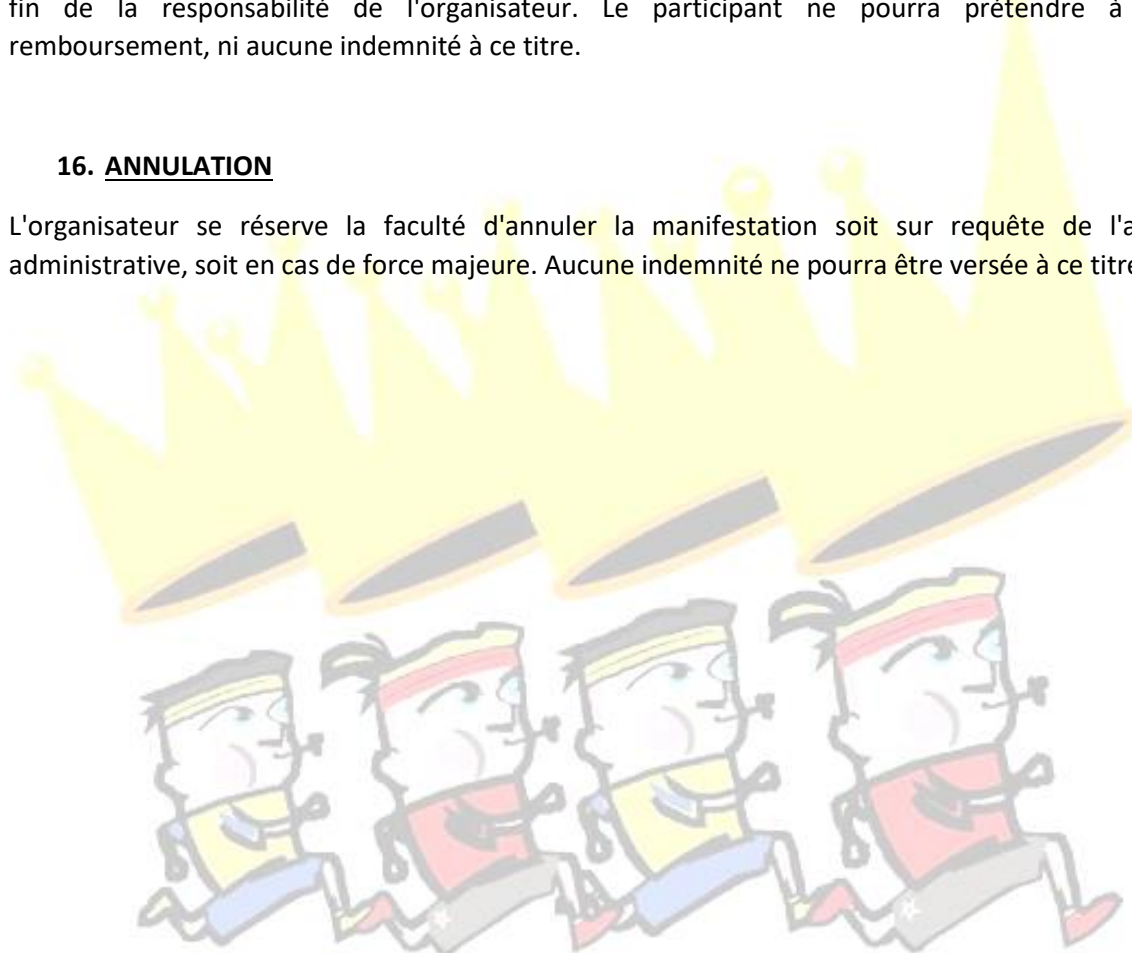 fin de la responsabilité de l'organisateur. Le participant ne pourra prétendre à
remboursement, ni aucune indemnité à ce titre.
16. ANNULATION
L'organisateur se réserve la faculté d'annuler la manifestation soit sur requête de
administrative, soit en cas de force majeure. Aucune indemnité ne pourra être versée à ce titre